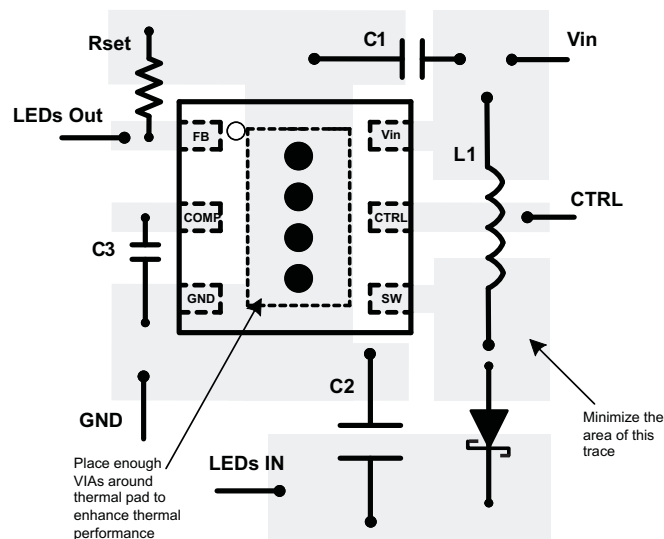 Rset
C1
Vin
LEDs Out
FB
Vin
L1
COMP
CTRL
CTRL
C3
GND
SW
C2
GND
Minimize the
area of this
trace
Place enough
VIAs around
thermal pad to
enhance thermal
performance
LEDs IN